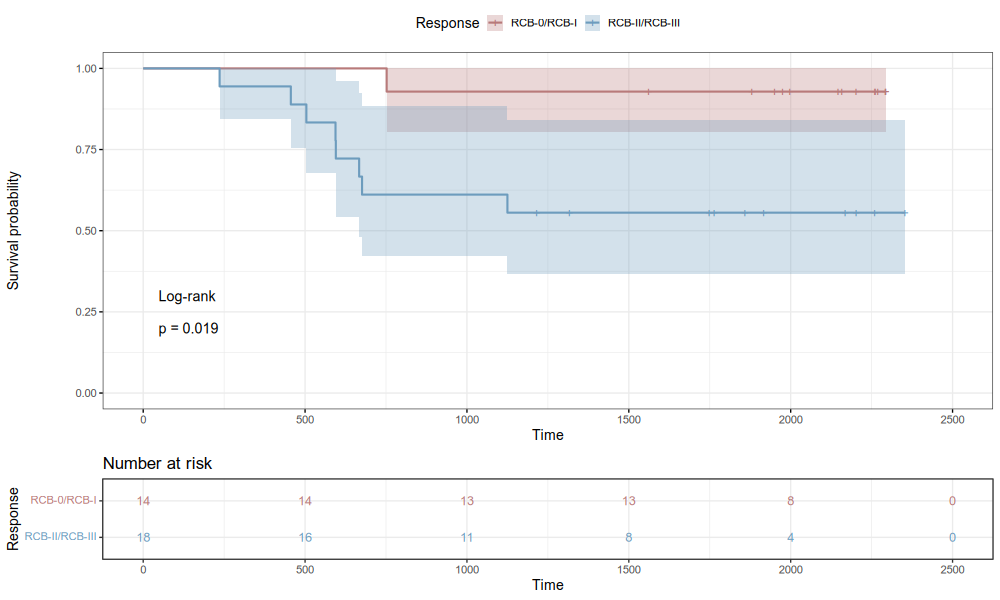 Response RCB-0/RCB-I RCB-II/RCB-III
Survival probability
1.00
0.75
0.50
0.25
0.00
Log-rank
p = 0.019
0 500 1000 1500 2000 2500
Time
Number at risk
Response
RCB-0/RCB-I 14 14 13 13 8 0
RCB-II/RCB-III 18 16 11 8 4 0
0 500 1000 1500 2000 2500
Time